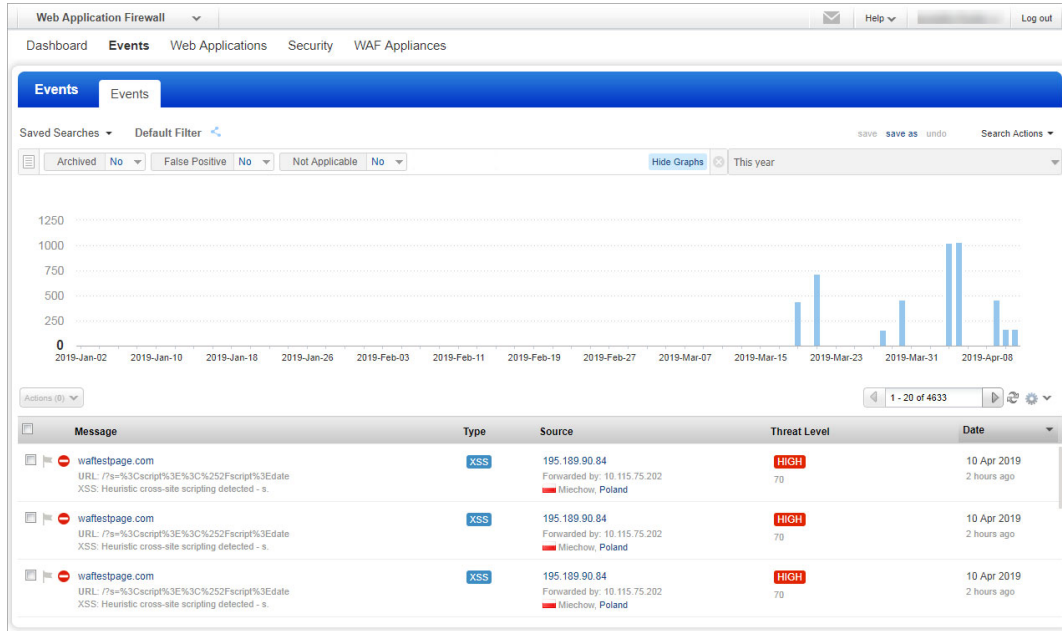 Web Application Firewall
Help
Log out
Dashboard Events Web Applications Security WAF Appliances
Events
Events
Saved Searches Default Filter
save save as undo Search Actions
Archived No False Positive No Not Applicable No
Hide Graphs This year
1250
1000
750
500
250
0
2019-Jan-02 2019-Jan-10 2019-Jan-18 2019-Jan-26 2019-Feb-03 2019-Feb-11 2019-Feb-19 2019-Feb-27 2019-Mar-07 2019-Mar-15 2019-Mar-23 2019-Mar-31 2019-Apr-08
Actions (0) 1 - 20 of 4633
Message Type Source Threat Level Date
waftestpage.com XSS 195.189.90.84 HIGH 10 Apr 2019
URL: /?s=%3Cscript%3E%3C%252Fscript%3Edate Forwarded by: 10.115.75.202 70 2 hours ago
XSS: Heuristic cross-site scripting detected - s. Miechow, Poland
waftestpage.com XSS 195.189.90.84 HIGH 10 Apr 2019
URL: /?s=%3Cscript%3E%3C%252Fscript%3Edate Forwarded by: 10.115.75.202 70 2 hours ago
XSS: Heuristic cross-site scripting detected - s. Miechow, Poland
waftestpage.com XSS 195.189.90.84 HIGH 10 Apr 2019
URL: /?s=%3Cscript%3E%3C%252Fscript%3Edate Forwarded by: 10.115.75.202 70 2 hours ago
XSS: Heuristic cross-site scripting detected - s. Miechow, Poland